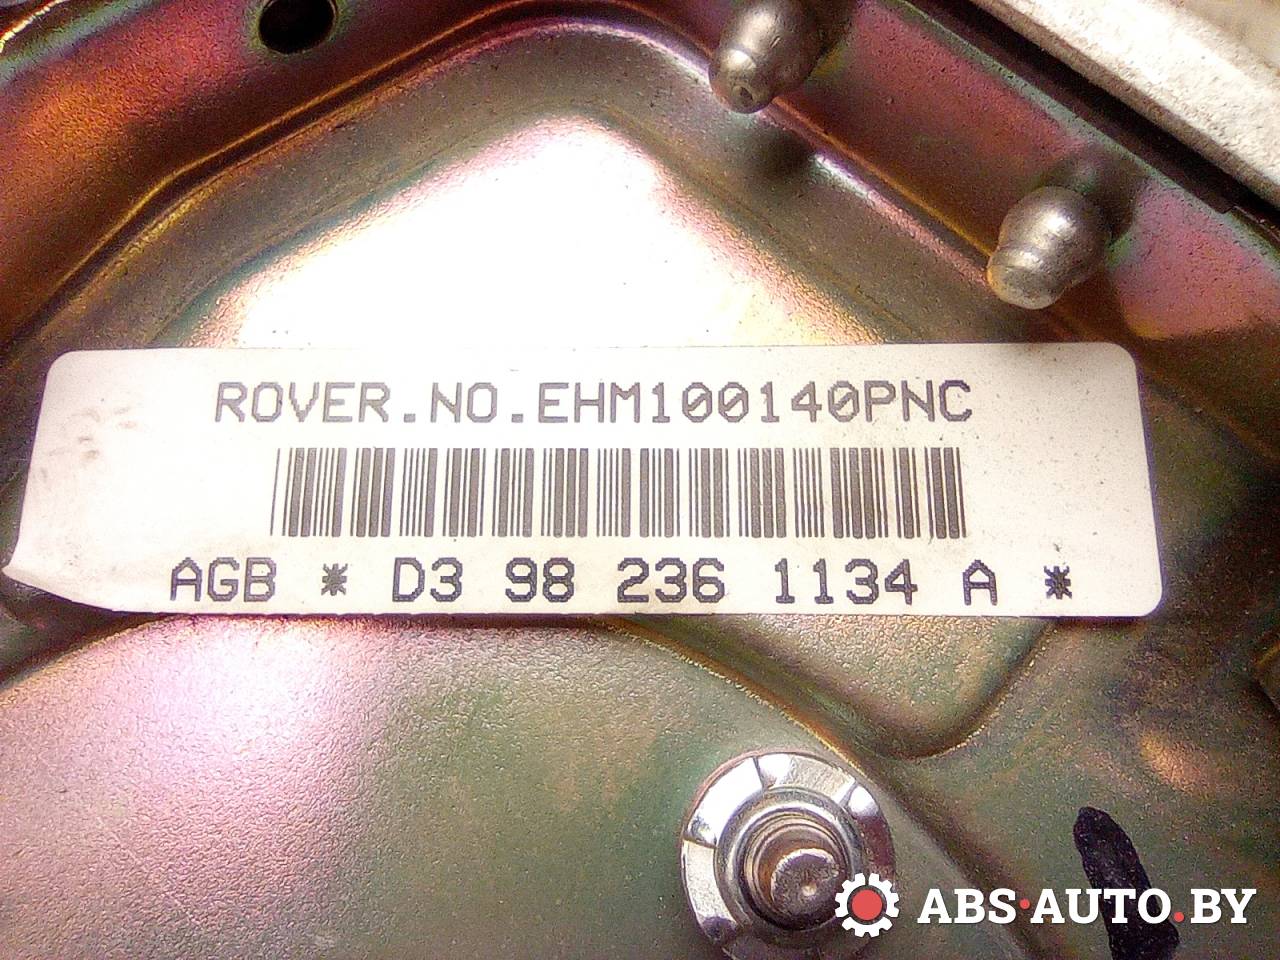 ROVER.NO.EHM100140PNC
AGB * D3 98 236 1134 A *
ABS·AUTO.BY